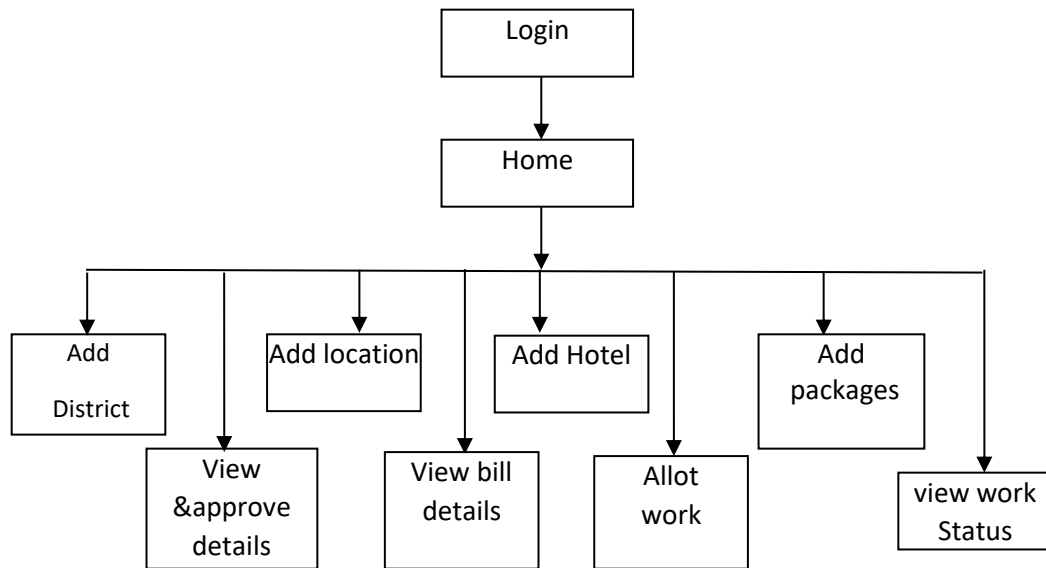 Login
Home
Add
District
Add location
Add Hotel
Add
packages
View
&approve
details
View bill
details
Allot
work
view work
Status